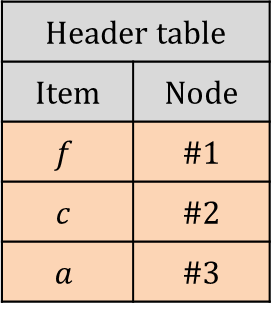 Header table
Item Node
f #1
c #2
a #3